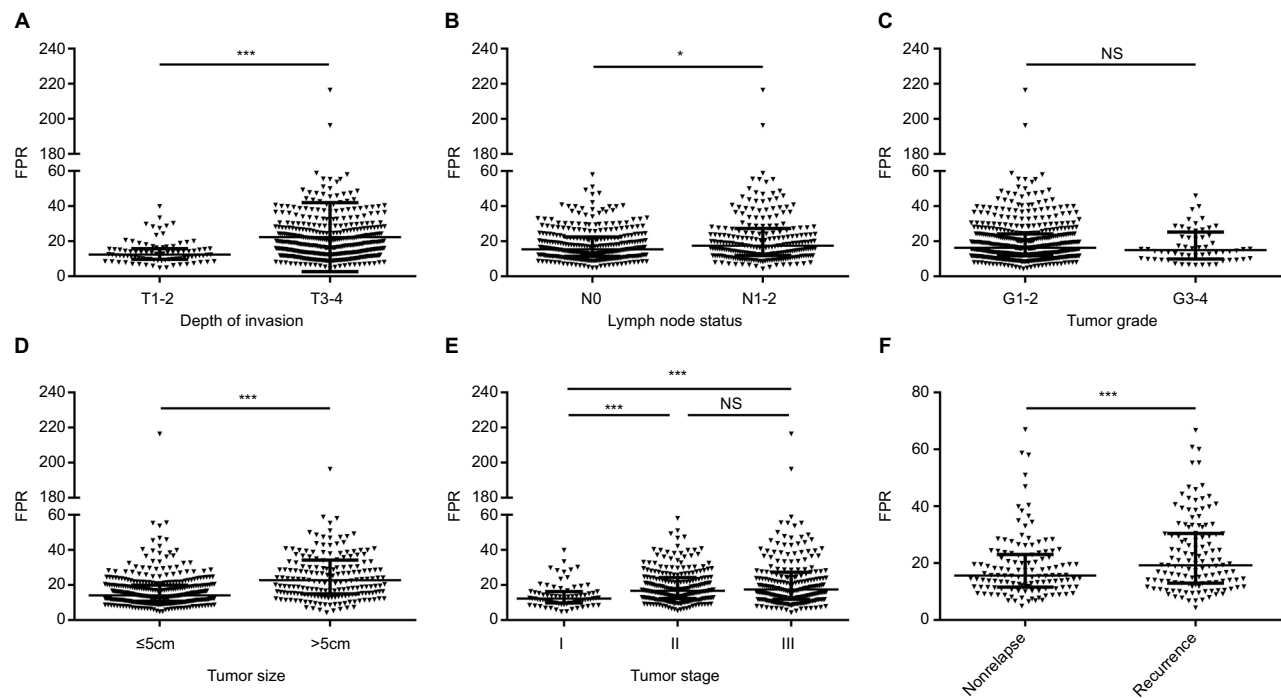 A
B
C
***
*
NS
240
220
200
180
60
40
20
0
FPR
T1-2
T3-4
Depth of invasion
240
220
200
180
60
40
20
0
FPR
N0
N1-2
Lymph node status
240
220
200
180
60
40
20
0
FPR
G1-2
G3-4
Tumor grade
D
E
F
***
240
220
200
180
60
40
20
0
FPR
≤5cm
>5cm
Tumor size
***
***
NS
240
220
200
180
60
40
20
0
FPR
I
II
III
Tumor stage
***
80
60
40
20
0
FPR
Nonrelapse
Recurrence